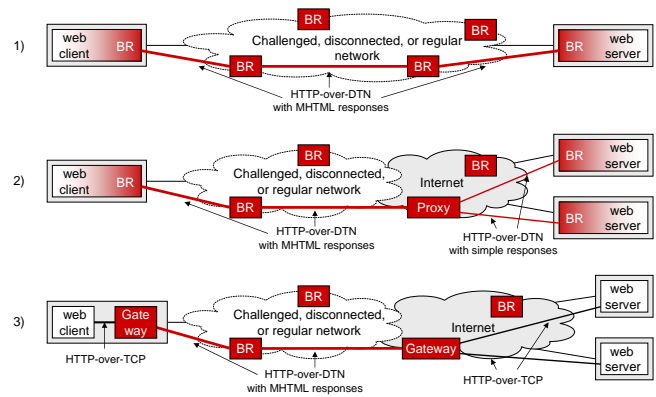 1)
web
client
BR
BR
BR
Challenged, disconnected, or regular
network
BR
BR
BR
web
server
HTTP-over-DTN
with MHTML responses
2)
web
client
BR
BR
Challenged, disconnected,
or regular network
BR
HTTP-over-DTN
with MHTML responses
Internet
BR
Proxy
BR
web
server
BR
web
server
HTTP-over-DTN
with simple responses
3)
web
client
Gate
way
HTTP-over-TCP
BR
Challenged, disconnected,
or regular network
BR
HTTP-over-DTN
with MHTML responses
BR
Internet
Gateway
web
server
web
server
HTTP-over-TCP